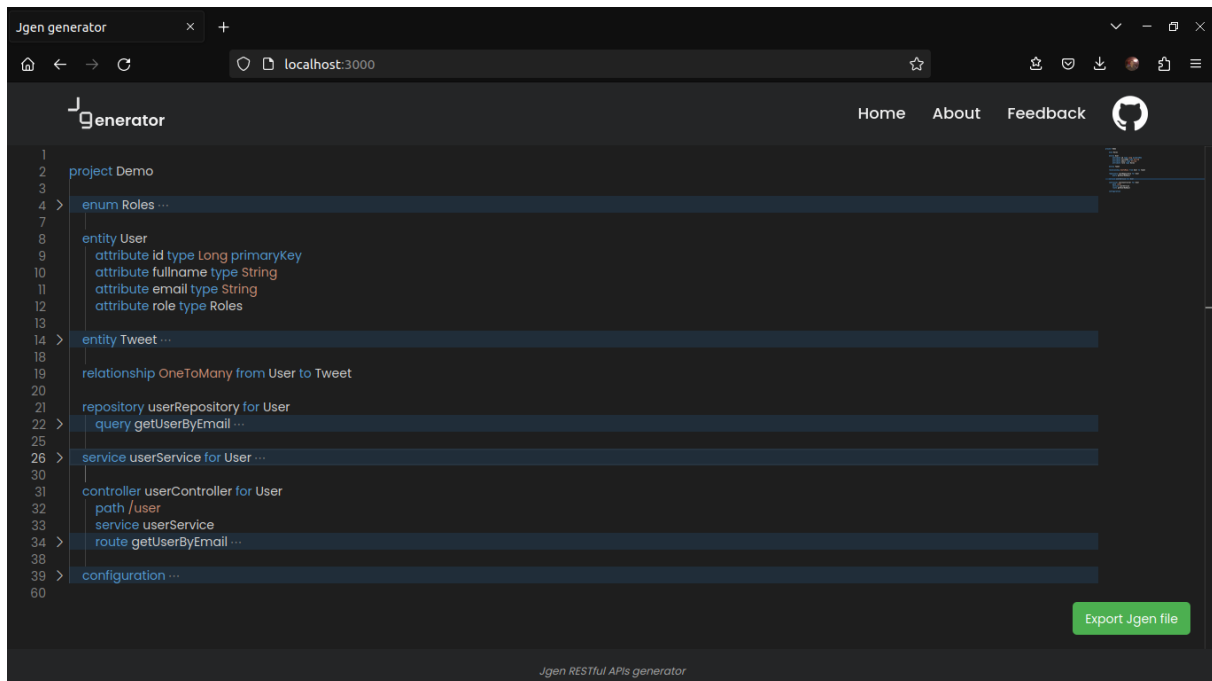 Jgen generator
localhost:3000
Jgenerator
Home About Feedback
1
2 project Demo
3
4 enum Roles ...
7
8 entity User
9 attribute id type Long primaryKey
10 attribute fullname type String
11 attribute email type String
12 attribute role type Roles
13
14 entity Tweet ...
18
19 relationship OneToMany from User to Tweet
20
21 repository userRepository for User
22 query getUserByEmail ...
25
26 service userService for User ...
30
31 controller userController for User
32 path /user
33 service userService
34 route getUserByEmail ...
38
39 configuration ...
60
Export Jgen file
Jgen RESTful APIs generator